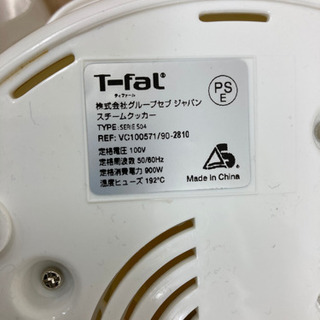 T-fal
ティファール
PS
E
株式会社グループセブ ジャパン
スチームクッカー
TYPE: SERIE S04
REF: VC100571/90-2810
定格電圧 100V
定格周波数 50/60Hz
定格消費電力 900W
温度ヒューズ 192℃
Made in China